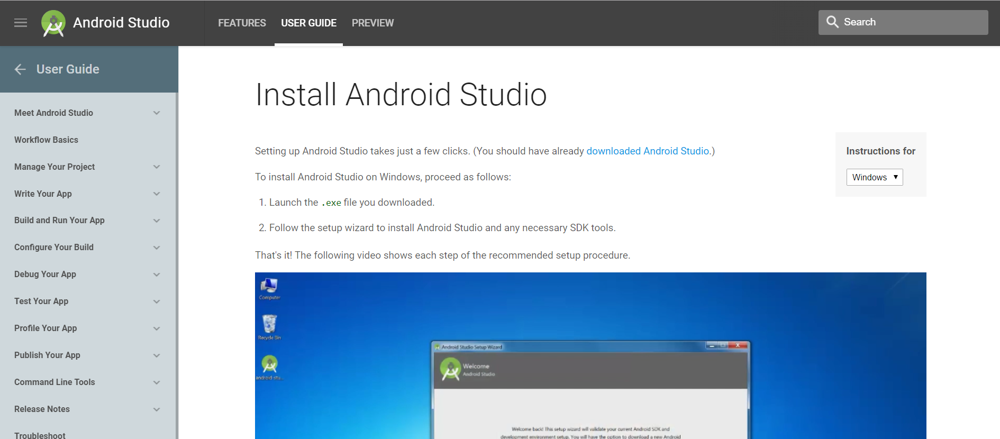 Android Studio
FEATURES
USER GUIDE
PREVIEW
Search
User Guide
Meet Android Studio
Workflow Basics
Manage Your Project
Write Your App
Build and Run Your App
Configure Your Build
Debug Your App
Test Your App
Profile Your App
Publish Your App
Command Line Tools
Release Notes
Troubleshoot
Install Android Studio
Setting up Android Studio takes just a few clicks. (You should have already downloaded Android Studio.)
To install Android Studio on Windows, proceed as follows:
1. Launch the .exe file you downloaded.
2. Follow the setup wizard to install Android Studio and any necessary SDK tools.
That's it! The following video shows each step of the recommended setup procedure.
Instructions for
Windows
Computer
Recycle Bin
android-stu...
Android Studio Setup Wizard
Welcome
Android Studio
Welcome back! This setup wizard will validate your current Android SDK and
development environment setup. You will have the option to download a new Android